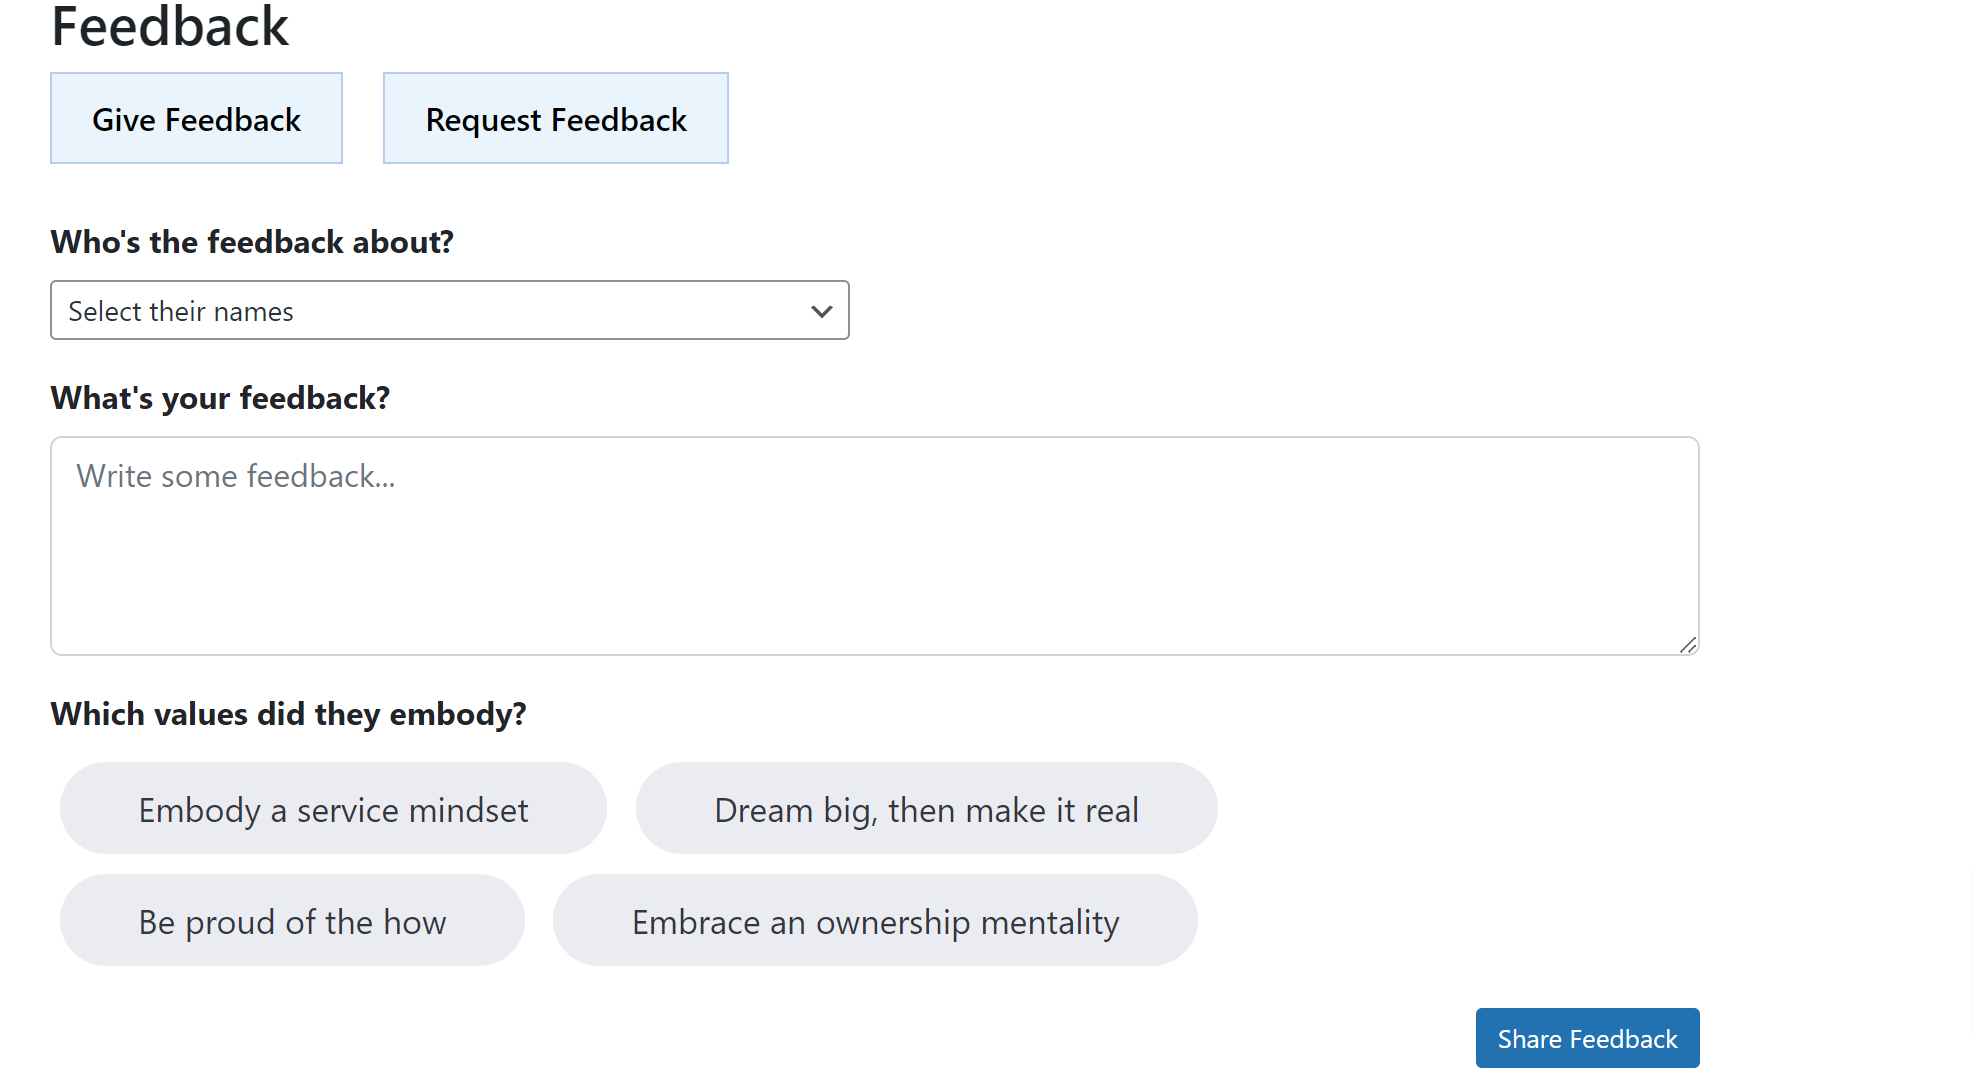 Feedback
Give Feedback
Request Feedback
Who's the feedback about?
Select their names
What's your feedback?
Write some feedback...
Which values did they embody?
Embody a service mindset
Dream big, then make it real
Be proud of the how
Embrace an ownership mentality
Share Feedback